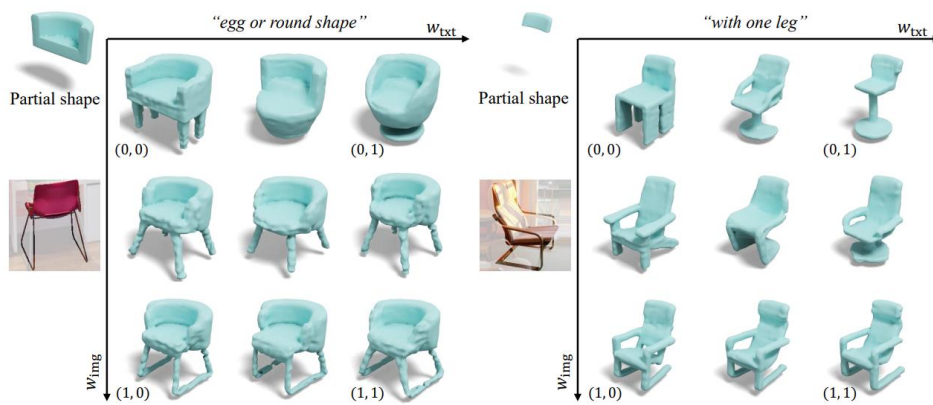 “egg or round shape”
w_txt
Partial shape
(0, 0)
(0, 1)
(1, 0)
(1, 1)
w_img
“with one leg”
w_txt
Partial shape
(0, 0)
(0, 1)
(1, 0)
(1, 1)
w_img